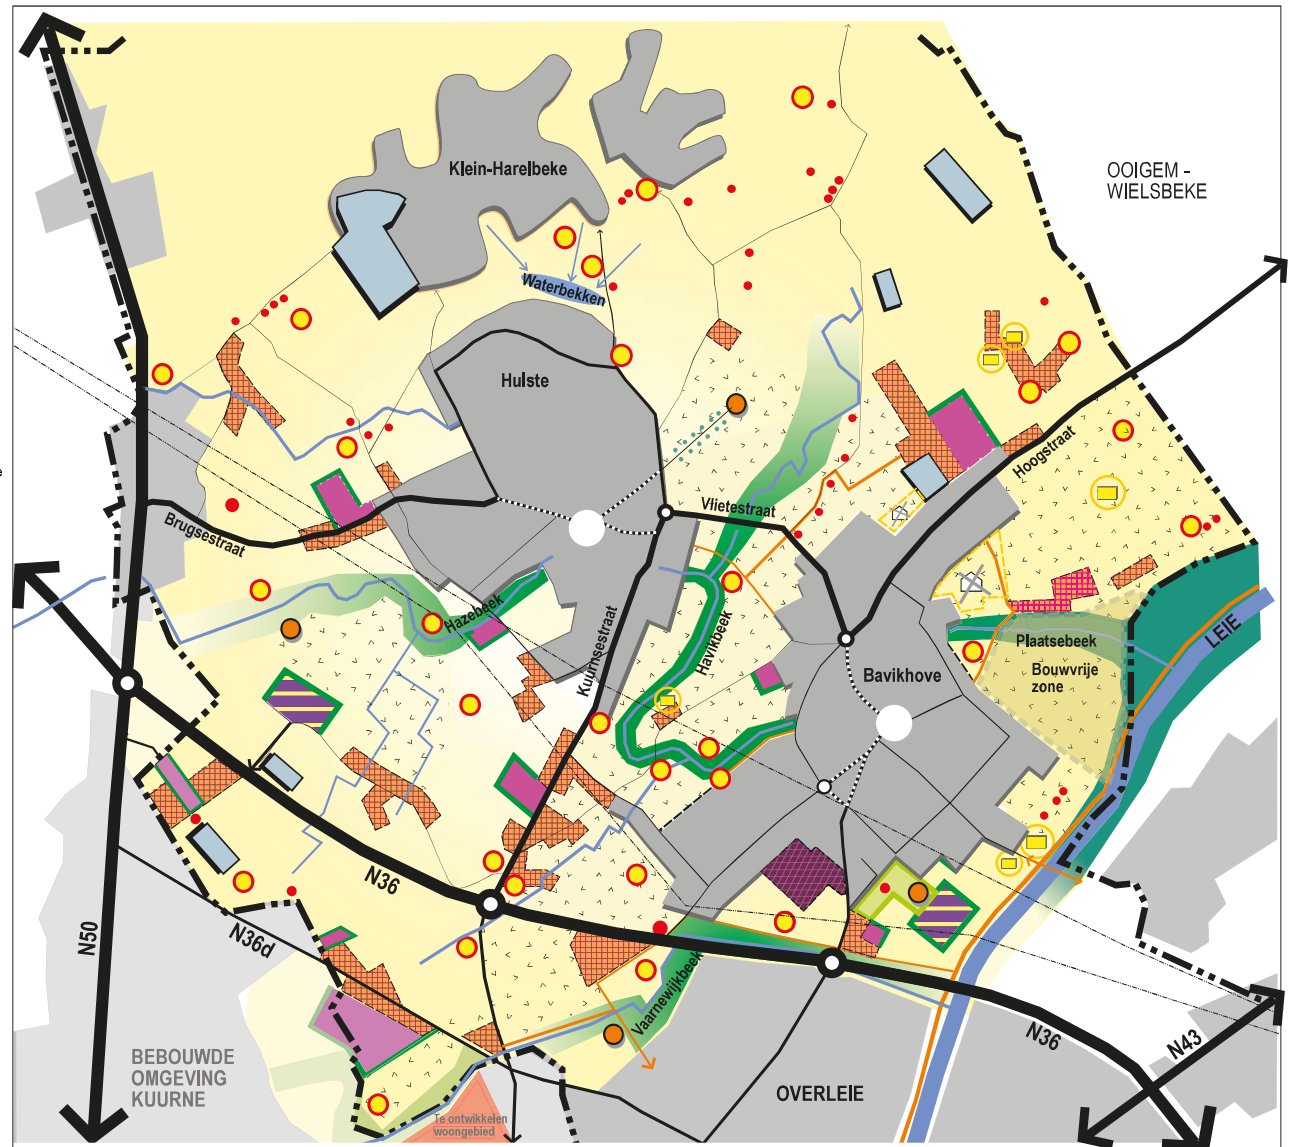 Klein-Harelbeke
OOIGEM -
WIELSBEKE
Waterbekken
Hulste
Hoogstraat
e
Vlietestraat
Brugsestraat
Hazebeek
Kuurnsestraat
Havikbeek
Plaatsebeek
LEIE
Bavikhove
Bouwvrije
zone
N36
N50
N36d
Vaarnewijkbeek
N36
N43
BEBOUWDE
OMGEVING
KUURNE
OVERLEIE
Te ontwikkelen
woongebied